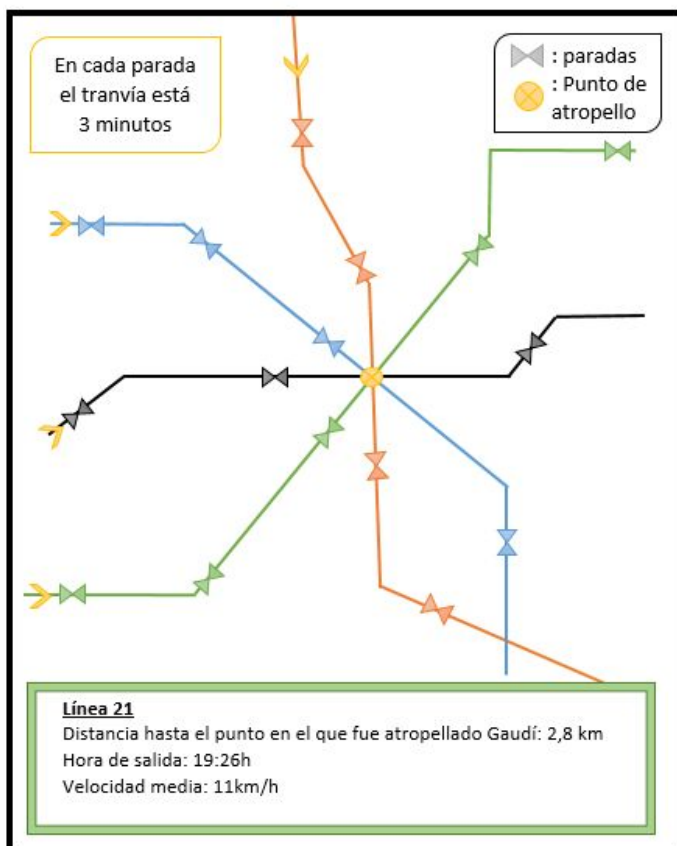 En cada parada
el tranvía está
3 minutos
: paradas
: Punto de
atropello
Línea 21
Distancia hasta el punto en el que fue atropellado Gaudí: 2,8 km
Hora de salida: 19:26h
Velocidad media: 11km/h